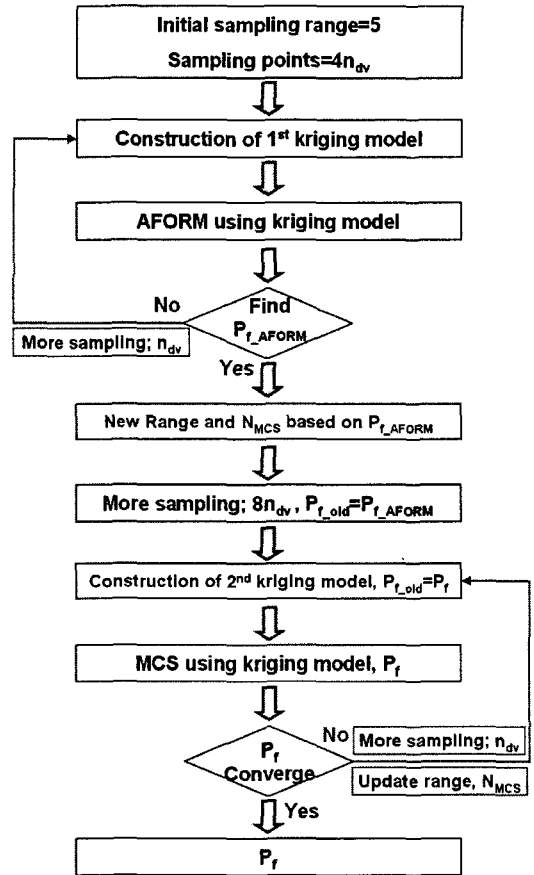 Initial sampling range=5
Sampling points=4n_dv
Construction of 1st kriging model
AFORM using kriging model
No
Find
P_f_AFORM
More sampling; n_dv
Yes
New Range and N_MCS based on P_f_AFORM
More sampling; 8n_dv, P_f_old=P_f_AFORM
Construction of 2nd kriging model, P_f_old=P_f
MCS using kriging model, P_f
No
More sampling; n_dv
P_f
Converge
Update range, N_MCS
Yes
P_f